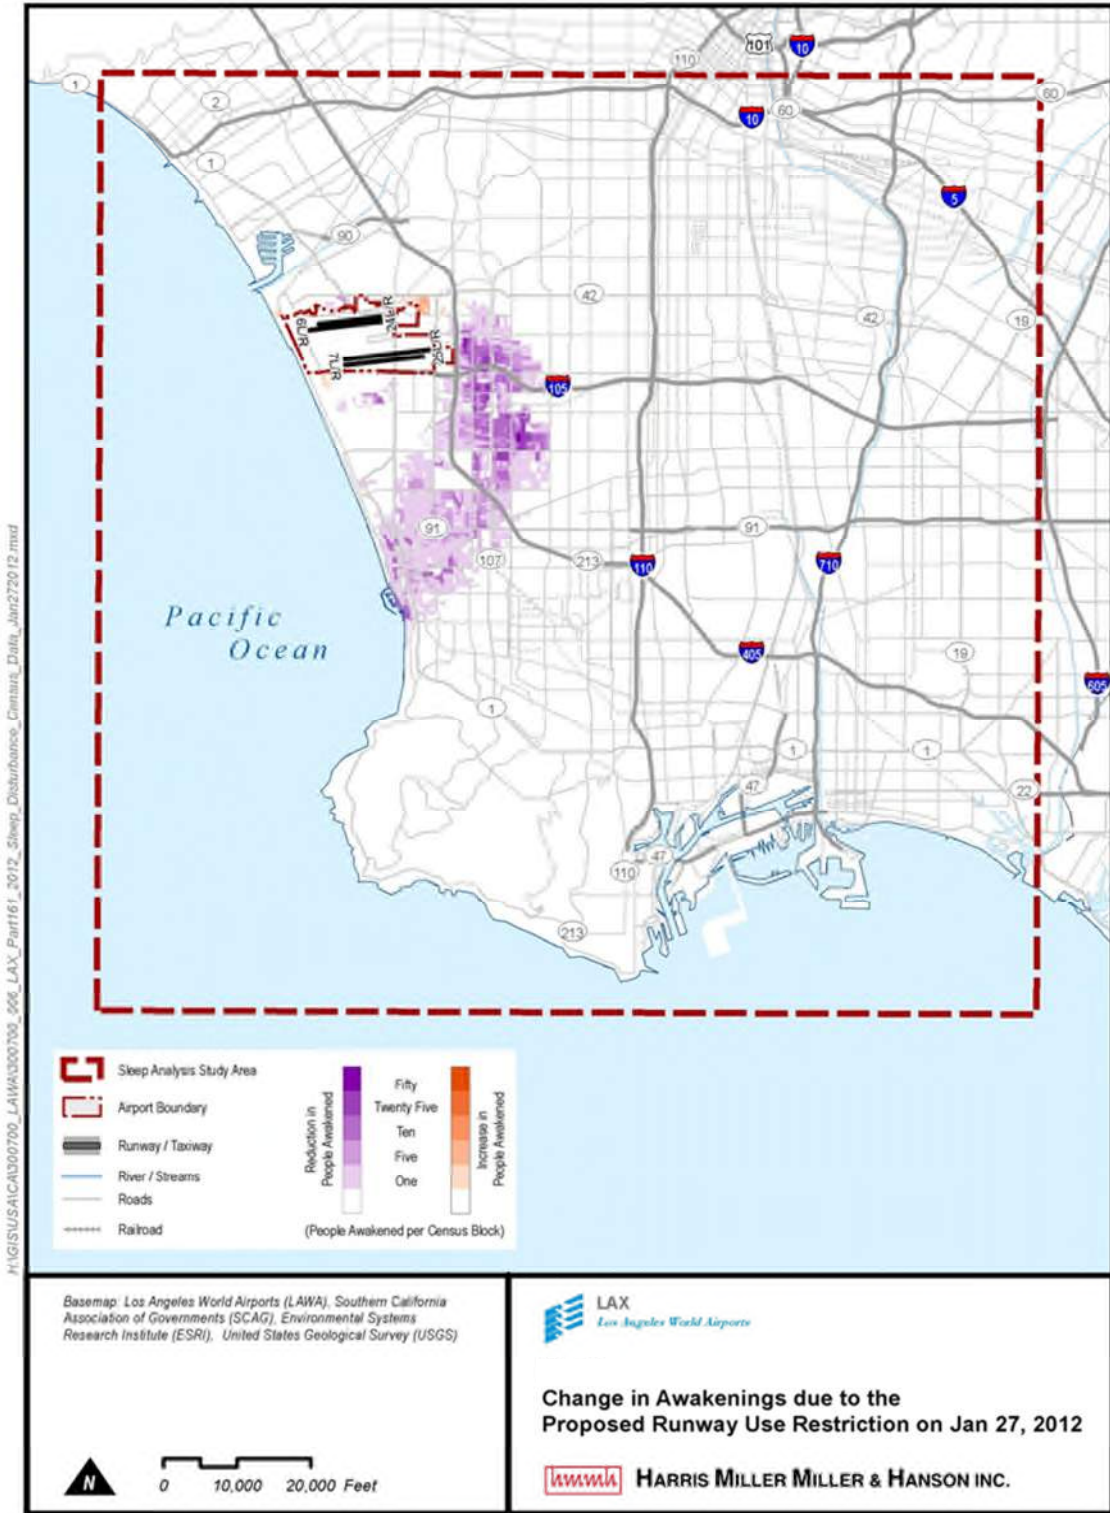 1
2
1
110
101
10
10
60
60
5
90
42
42
19
6L/R
24L/R
7L/R
25L/R
105
91
107
213
110
91
710
405
19
605
Pacific
Ocean
1
1
1
47
22
47
110
213
Sleep Analysis Study Area
Airport Boundary
Runway / Taxiway
River / Streams
Roads
Railroad
Reduction in
People Awakened
Fifty
Twenty Five
Ten
Five
One
Increase in
People Awakened
(People Awakened per Census Block)
H:\GIS\USA\CA\300700_LAWA\300700_006_LAX_Part161_2012_Sleep_Disturbance_Census_Data_Jan272012.mxd
Basemap: Los Angeles World Airports (LAWA), Southern California
Association of Governments (SCAG), Environmental Systems
Research Institute (ESRI), United States Geological Survey (USGS)
N
0 10,000 20,000 Feet
LAX
Los Angeles World Airports
Change in Awakenings due to the
Proposed Runway Use Restriction on Jan 27, 2012
hmmh HARRIS MILLER MILLER & HANSON INC.